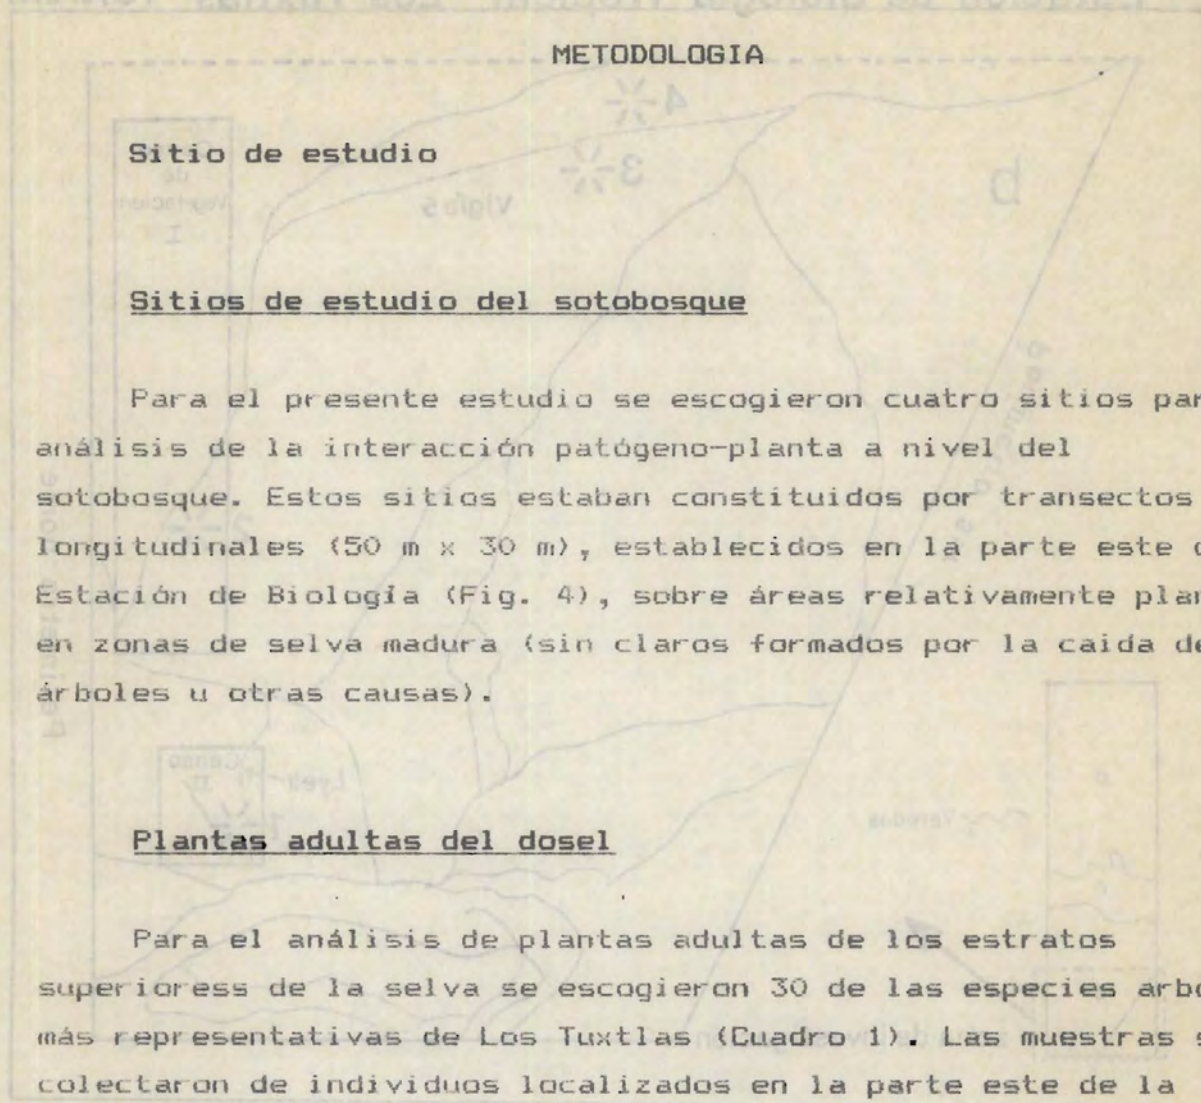 METODOLOGIA
Sitio de estudio
Sitios de estudio del sotobosque
Para el presente estudio se escogieron cuatro sitios par
análisis de la interacción patógeno-planta a nivel del
sotobosque. Estos sitios estaban constituidos por transectos
longitudinales (50 m x 30 m), establecidos en la parte este
Estación de Biología (Fig. 4), sobre áreas relativamente plan
en zonas de selva madura (sin claros formados por la caida de
árboles u otras causas).
Plantas adultas del dosel
Para el análisis de plantas adultas de los estratos
superioress de la selva se escogieron 30 de las especies arbo
más representativas de Los Tuxtlas (Cuadro 1). Las muestras s
colectaron de individuos localizados en la parte este de la